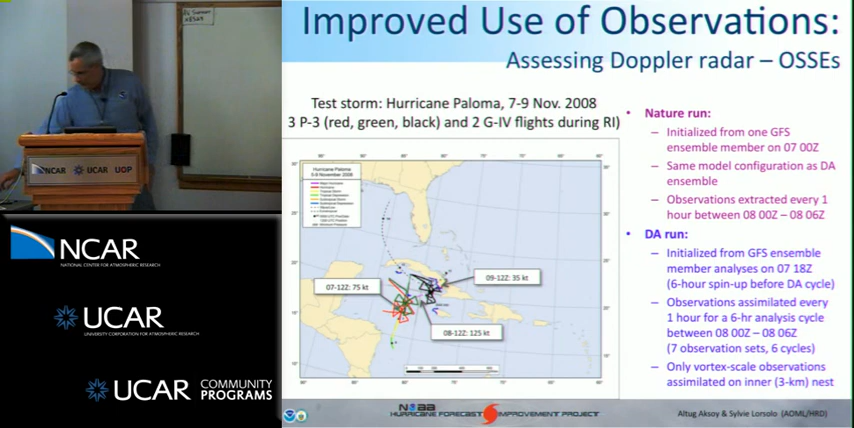 Improved Use of Observations:
Assessing Doppler radar – OSSEs
Test storm: Hurricane Paloma, 7-9 Nov. 2008
3 P-3 (red, green, black) and 2 G-IV flights during RI)
Hurricane Paloma
5-9 November 2008
07-12Z: 75 kt
09-12Z: 35 kt
08-12Z: 125 kt
• Nature run:
– Initialized from one GFS
ensemble member on 07 00Z
– Same model configuration as DA
ensemble
– Observations extracted every 1
hour between 08 00Z – 08 06Z
• DA run:
– Initialized from GFS ensemble
member analyses on 07 18Z
(6-hour spin-up before DA cycle)
– Observations assimilated every
1 hour for a 6-hr analysis cycle
between 08 00Z – 08 06Z
(7 observation sets, 6 cycles)
– Only vortex-scale observations
assimilated on inner (3-km) nest
NOAA
HURRICANE FORECAST IMPROVEMENT PROJECT
Altug Aksoy & Sylvie Lorsolo (AOML/HRD)
NCAR UCAR UOP
NCAR
NATIONAL CENTER FOR ATMOSPHERIC RESEARCH
UCAR
UNIVERSITY CORPORATION FOR ATMOSPHERIC RESEARCH
UCAR COMMUNITY
PROGRAMS